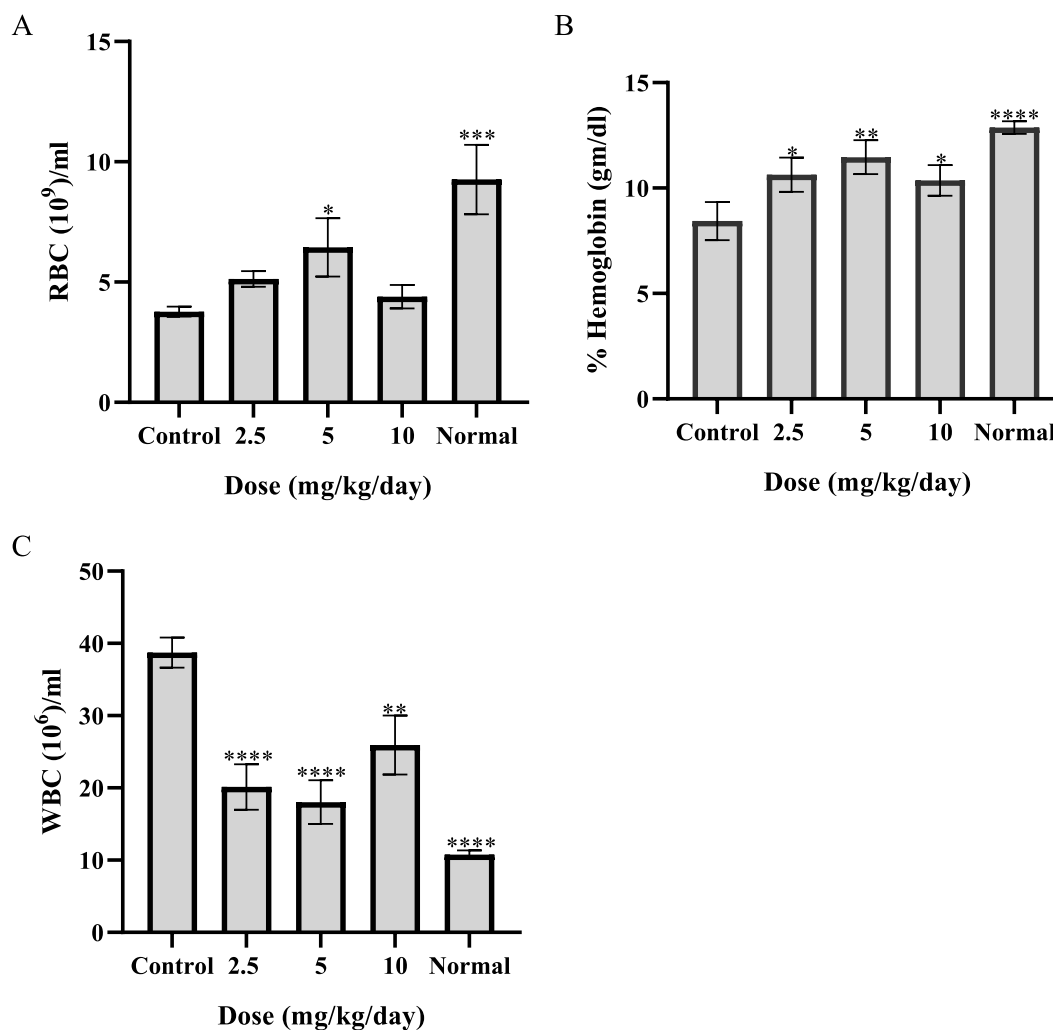 A
RBC (10⁹)/ml
15
10
5
0
*
***
Control 2.5 5 10 Normal
Dose (mg/kg/day)
B
% Hemoglobin (gm/dl)
15
10
5
0
*
**
*
****
Control 2.5 5 10 Normal
Dose (mg/kg/day)
C
WBC (10⁶)/ml
50
40
30
20
10
0
****
****
**
****
Control 2.5 5 10 Normal
Dose (mg/kg/day)